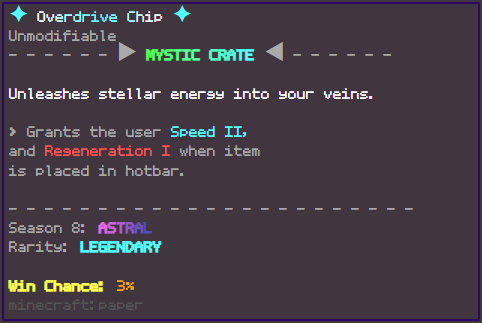 ✦ Overdrive Chip ✦
Unmodifiable
- - - - - - ▶ MYSTIC CRATE ◀ - - - - - -
Unleashes stellar energy into your veins.
> Grants the user Speed II,
and Regeneration I when item
is placed in hotbar.
- - - - - - - - - - - - - - - - - - - - - - - - -
Season 8: ASTRAL
Rarity: LEGENDARY
Win Chance: 3%
minecraft:paper